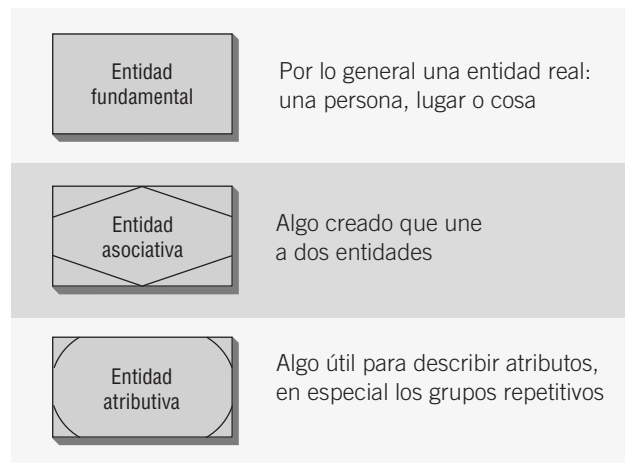 Entidad
fundamental
Por lo general una entidad real:
una persona, lugar o cosa
Entidad
asociativa
Algo creado que une
a dos entidades
Entidad
atributiva
Algo útil para describir atributos,
en especial los grupos repetitivos